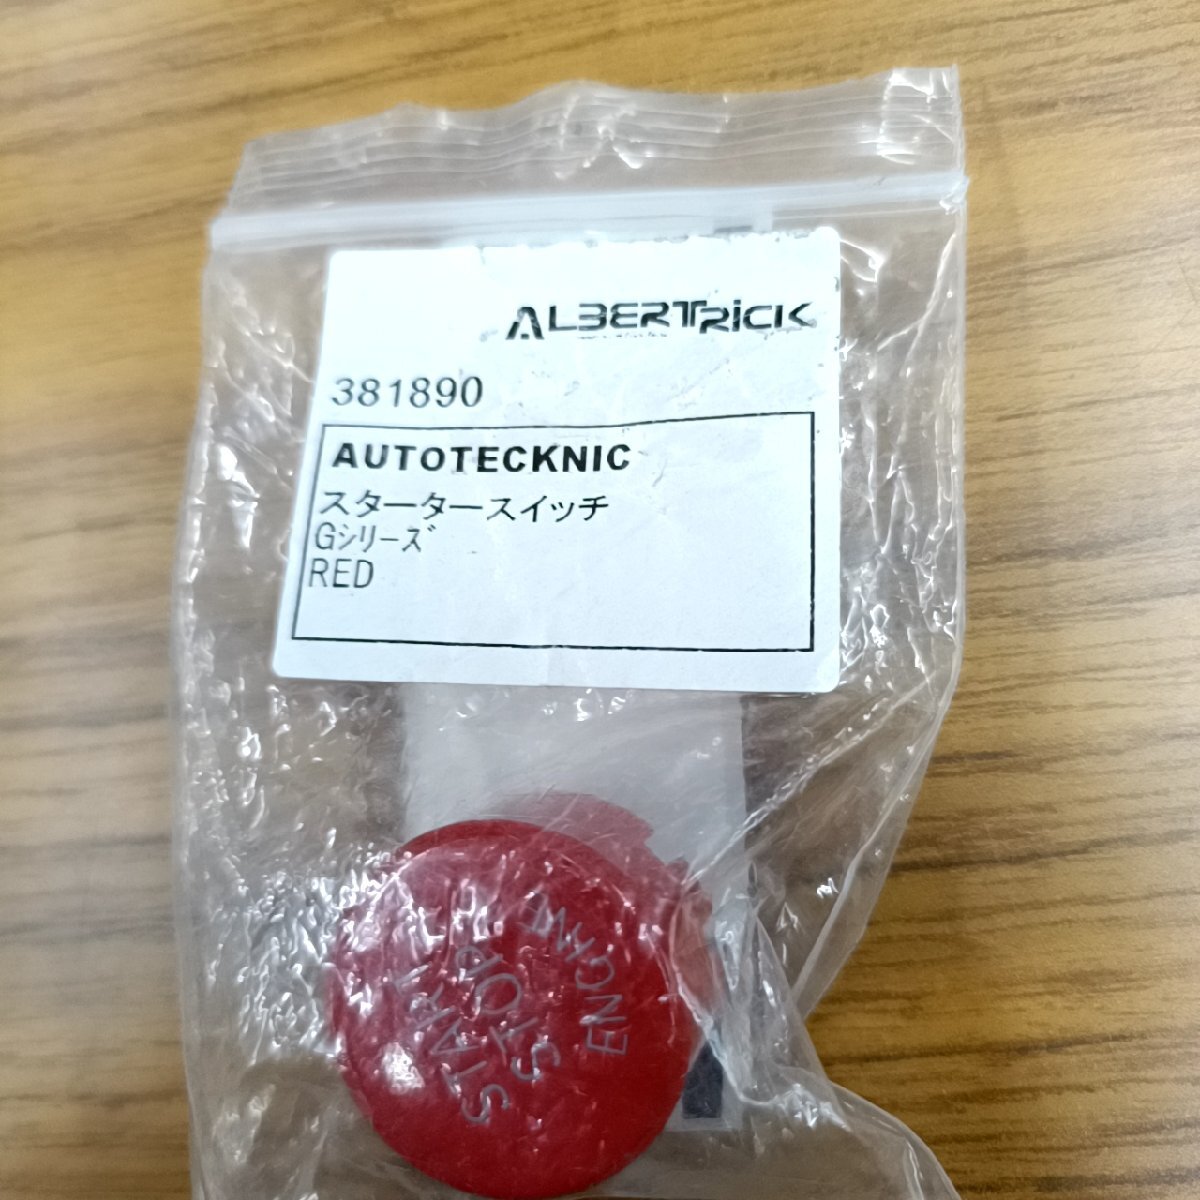 ALBERTRiCK
381890
AUTOTECKNIC
スタータースイッチ
Gシリーズ
RED
START
STOP
ENGINE